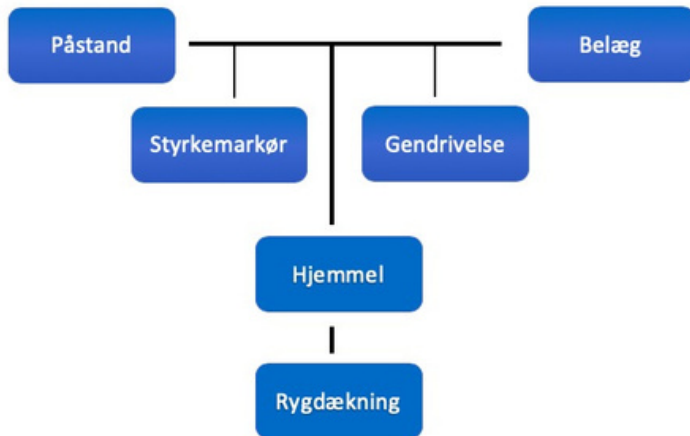 Påstand
Belæg
Styrkemarkør
Gendrivelse
Hjemmel
Rygdækning